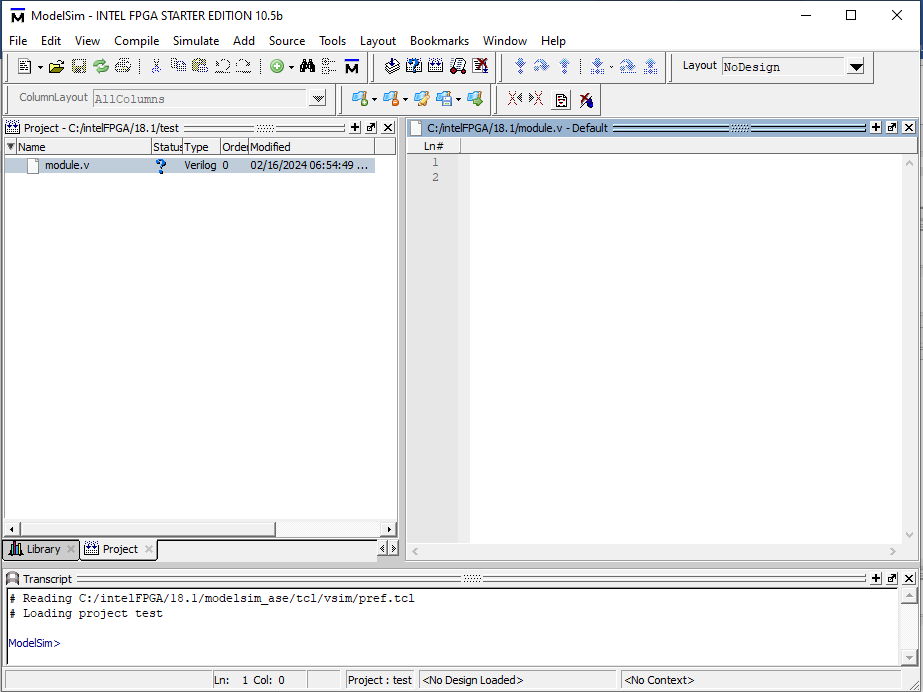 ModelSim - INTEL FPGA STARTER EDITION 10.5b
File Edit View Compile Simulate Add Source Tools Layout Bookmarks Window Help
Layout NoDesign
ColumnLayout AllColumns
Project - C:/intelFPGA/18.1/test
Name Status Type Order Modified
module.v ? Verilog 0 02/16/2024 06:54:49 ...
C:/intelFPGA/18.1/module.v - Default
Ln#
1
2
Library Project
Transcript
# Reading C:/intelFPGA/18.1/modelsim_ase/tcl/vsim/pref.tcl
# Loading project test
ModelSim>
Ln: 1 Col: 0 Project : test <No Design Loaded> <No Context>